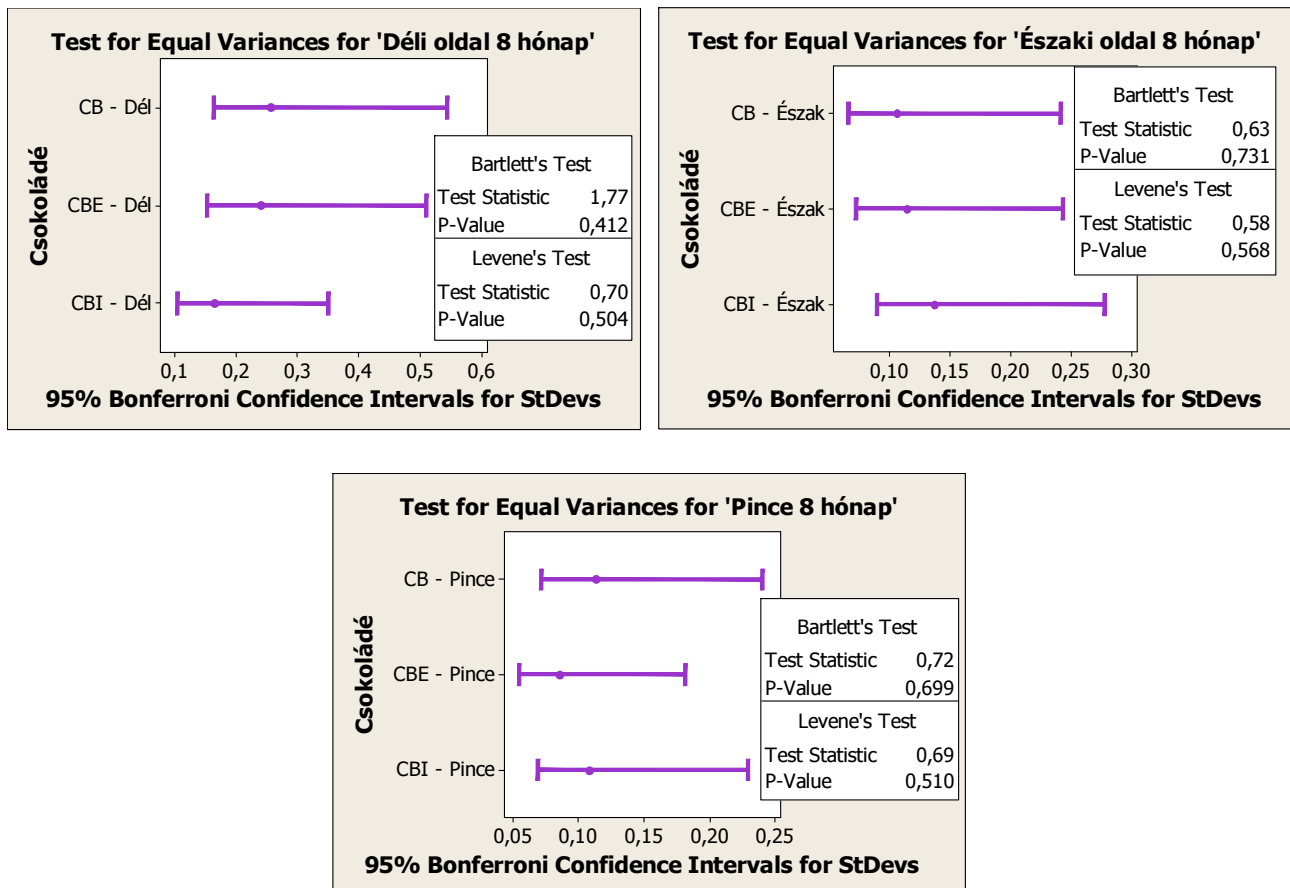 Test for Equal Variances for 'Déli oldal 8 hónap'
Csokoládé
CB - Dél
CBE - Dél
CBI - Dél
Bartlett's Test
Test Statistic 1,77
P-Value 0,412
Levene's Test
Test Statistic 0,70
P-Value 0,504
0,1 0,2 0,3 0,4 0,5 0,6
95% Bonferroni Confidence Intervals for StDevs
Test for Equal Variances for 'Északi oldal 8 hónap'
Csokoládé
CB - Észak
CBE - Észak
CBI - Észak
Bartlett's Test
Test Statistic 0,63
P-Value 0,731
Levene's Test
Test Statistic 0,58
P-Value 0,568
0,10 0,15 0,20 0,25 0,30
95% Bonferroni Confidence Intervals for StDevs
Test for Equal Variances for 'Pince 8 hónap'
Csokoládé
CB - Pince
CBE - Pince
CBI - Pince
Bartlett's Test
Test Statistic 0,72
P-Value 0,699
Levene's Test
Test Statistic 0,69
P-Value 0,510
0,05 0,10 0,15 0,20 0,25
95% Bonferroni Confidence Intervals for StDevs